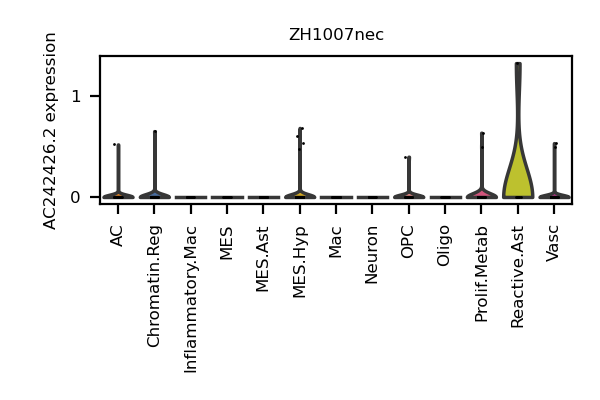 ZH1007nec
AC242426.2 expression
1
0
AC
Chromatin.Reg
Inflammatory.Mac
MES
MES.Ast
MES.Hyp
Mac
Neuron
OPC
Oligo
Prolif.Metab
Reactive.Ast
Vasc